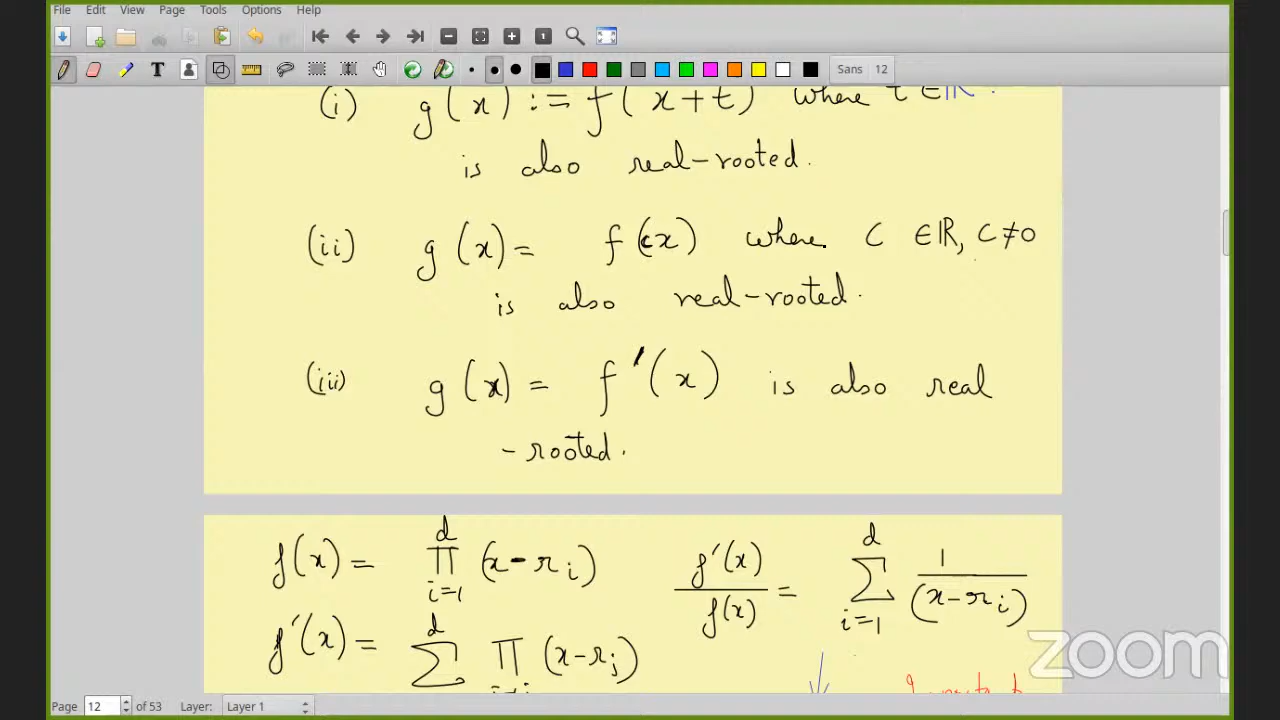 File Edit View Page Tools Options Help
Sans 12
(i) g(x) := f(x+t) where t ∈ ℝ.
is also real-rooted.
(ii) g(x) = f(cx) where C ∈ ℝ, C ≠ 0
is also real-rooted.
(iii) g(x) = f'(x) is also real
-rooted.
f(x) = ∏_{i=1}^{d} (x - r_i) f'(x)/f(x) = ∑_{i=1}^{d} 1/(x - r_i)
f'(x) = ∑^{d} ∏ (x - r_j)
zoom
Page 12 of 53 Layer: Layer 1